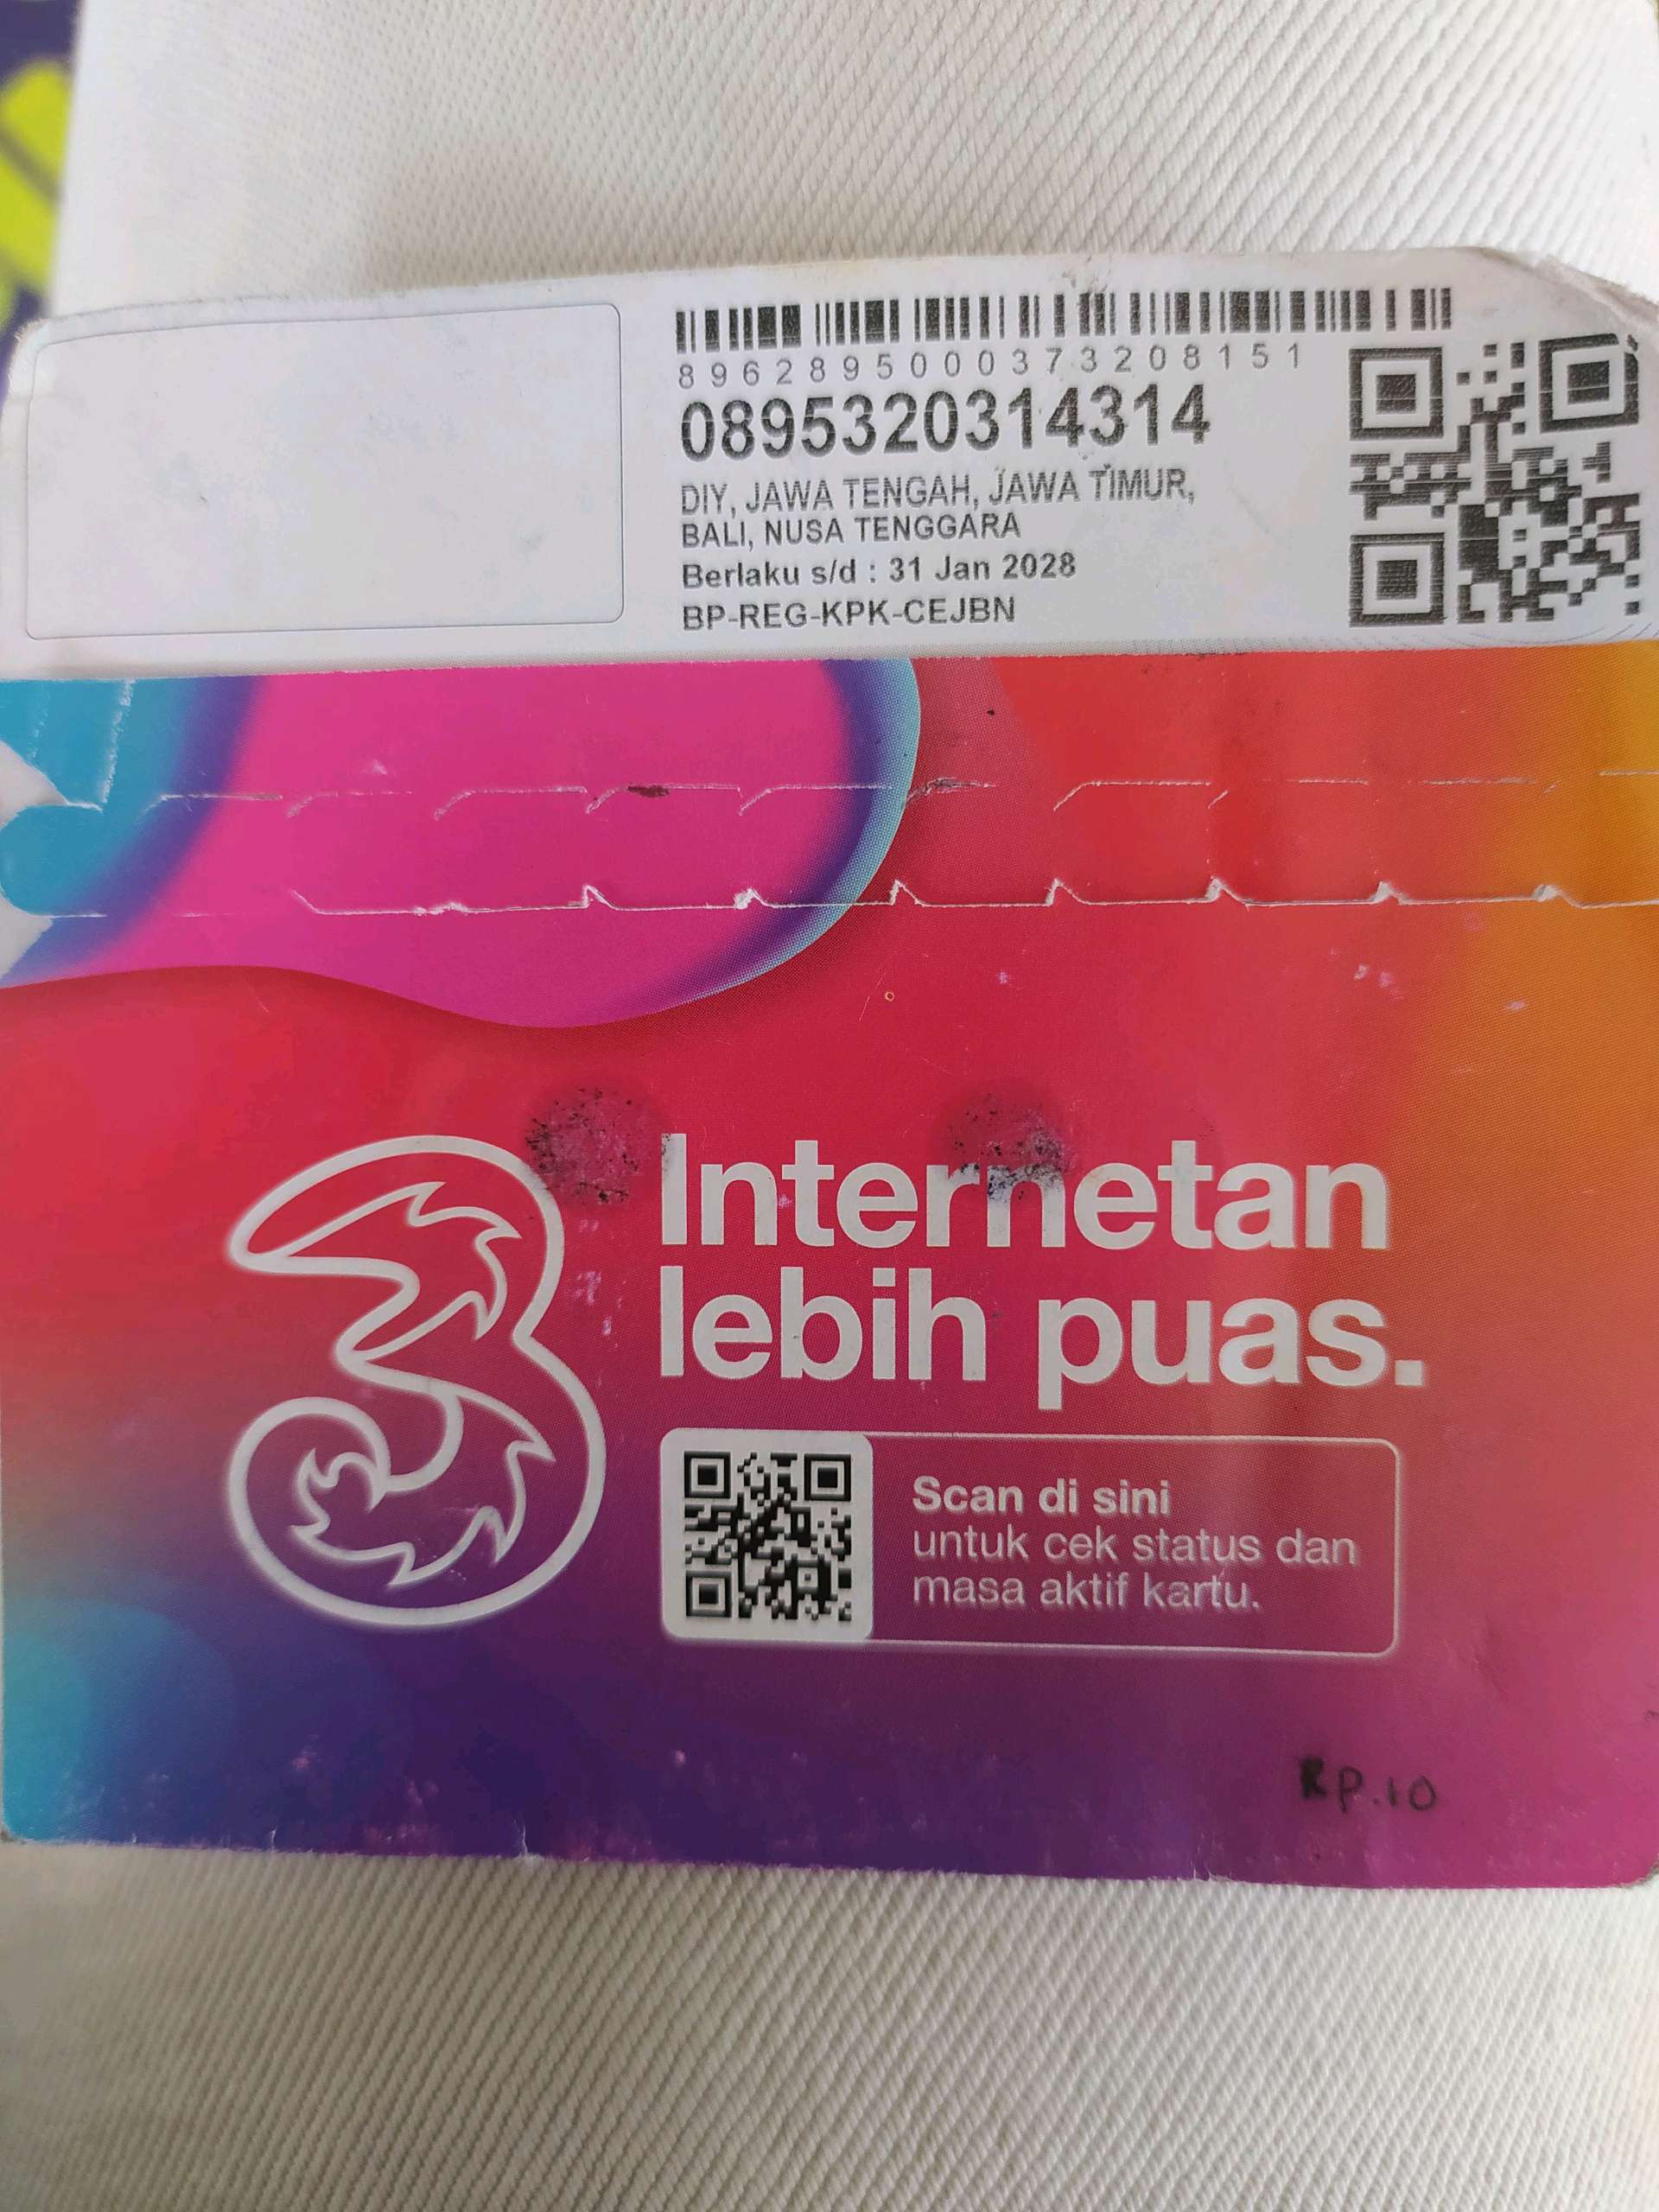 8962895000373208151
0895320314314
DIY, JAWA TENGAH, JAWA TIMUR,
BALI, NUSA TENGGARA
Berlaku s/d : 31 Jan 2028
BP-REG-KPK-CEJBN
3
Internetan
lebih puas.
Scan di sini
untuk cek status dan
masa aktif kartu.
RP.10